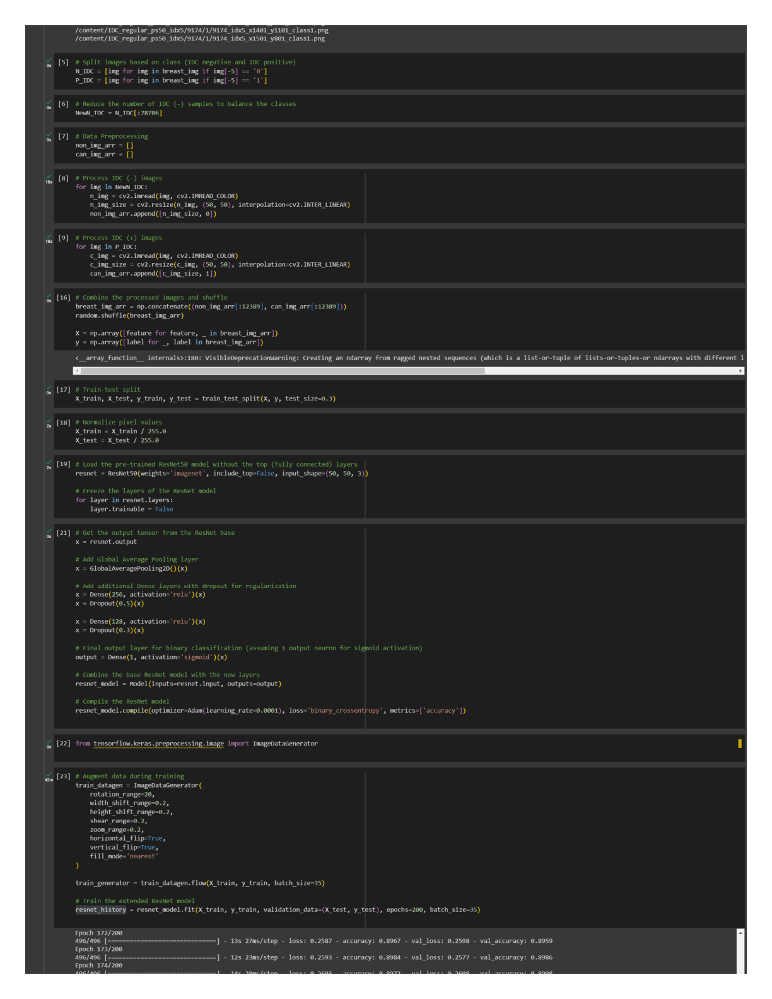 /content/IDC_regular_ps50_idx5/9174/1/9174_idx5_x1401_y1101_class1.png
/content/IDC_regular_ps50_idx5/9174/1/9174_idx5_x1501_y801_class1.png
0s [5] # Split images based on class (IDC negative and IDC positive)
N_IDC = [img for img in breast_img if img[-5] == '0']
P_IDC = [img for img in breast_img if img[-5] == '1']
0s [6] # Reduce the number of IDC (-) samples to balance the classes
NewN_IDC = N_IDC[:78786]
0s [7] # Data Preprocessing
non_img_arr = []
can_img_arr = []
18s [8] # Process IDC (-) images
for img in NewN_IDC:
n_img = cv2.imread(img, cv2.IMREAD_COLOR)
n_img_size = cv2.resize(n_img, (50, 50), interpolation=cv2.INTER_LINEAR)
non_img_arr.append([n_img_size, 0])
18s [9] # Process IDC (+) images
for img in P_IDC:
c_img = cv2.imread(img, cv2.IMREAD_COLOR)
c_img_size = cv2.resize(c_img, (50, 50), interpolation=cv2.INTER_LINEAR)
can_img_arr.append([c_img_size, 1])
0s [16] # Combine the processed images and shuffle
breast_img_arr = np.concatenate((non_img_arr[:12389], can_img_arr[:12389]))
random.shuffle(breast_img_arr)
X = np.array([feature for feature, _ in breast_img_arr])
y = np.array([label for _, label in breast_img_arr])
<__array_function__ internals>:180: VisibleDeprecationWarning: Creating an ndarray from ragged nested sequences (which is a list-or-tuple of lists-or-tuples-or ndarrays with different l
0s [17] # Train-test split
X_train, X_test, y_train, y_test = train_test_split(X, y, test_size=0.3)
2s [18] # Normalize pixel values
X_train = X_train / 255.0
X_test = X_test / 255.0
2s [19] # Load the pre-trained ResNet50 model without the top (fully connected) layers
resnet = ResNet50(weights='imagenet', include_top=False, input_shape=(50, 50, 3))
# Freeze the layers of the ResNet model
for layer in resnet.layers:
layer.trainable = False
0s [21] # Get the output tensor from the ResNet base
x = resnet.output
# Add Global Average Pooling layer
x = GlobalAveragePooling2D()(x)
# Add additional Dense layers with dropout for regularization
x = Dense(256, activation='relu')(x)
x = Dropout(0.5)(x)
x = Dense(128, activation='relu')(x)
x = Dropout(0.3)(x)
# Final output layer for binary classification (assuming 1 output neuron for sigmoid activation)
output = Dense(1, activation='sigmoid')(x)
# Combine the base ResNet model with the new layers
resnet_model = Model(inputs=resnet.input, outputs=output)
# Compile the ResNet model
resnet_model.compile(optimizer=Adam(learning_rate=0.0001), loss='binary_crossentropy', metrics=['accuracy'])
0s [22] from tensorflow.keras.preprocessing.image import ImageDataGenerator
42m [23] # Augment data during training
train_datagen = ImageDataGenerator(
rotation_range=20,
width_shift_range=0.2,
height_shift_range=0.2,
shear_range=0.2,
zoom_range=0.2,
horizontal_flip=True,
vertical_flip=True,
fill_mode='nearest'
)
train_generator = train_datagen.flow(X_train, y_train, batch_size=35)
# Train the extended ResNet model
resnet_history = resnet_model.fit(X_train, y_train, validation_data=(X_test, y_test), epochs=200, batch_size=35)
Epoch 172/200
496/496 [==============================] - 13s 27ms/step - loss: 0.2587 - accuracy: 0.8967 - val_loss: 0.2598 - val_accuracy: 0.8959
Epoch 173/200
496/496 [==============================] - 12s 23ms/step - loss: 0.2593 - accuracy: 0.8984 - val_loss: 0.2577 - val_accuracy: 0.8986
Epoch 174/200
496/496 [==============================] - 14s 28ms/step - loss: 0.2603 - accuracy: 0.8972 - val_loss: 0.2608 - val_accuracy: 0.8998